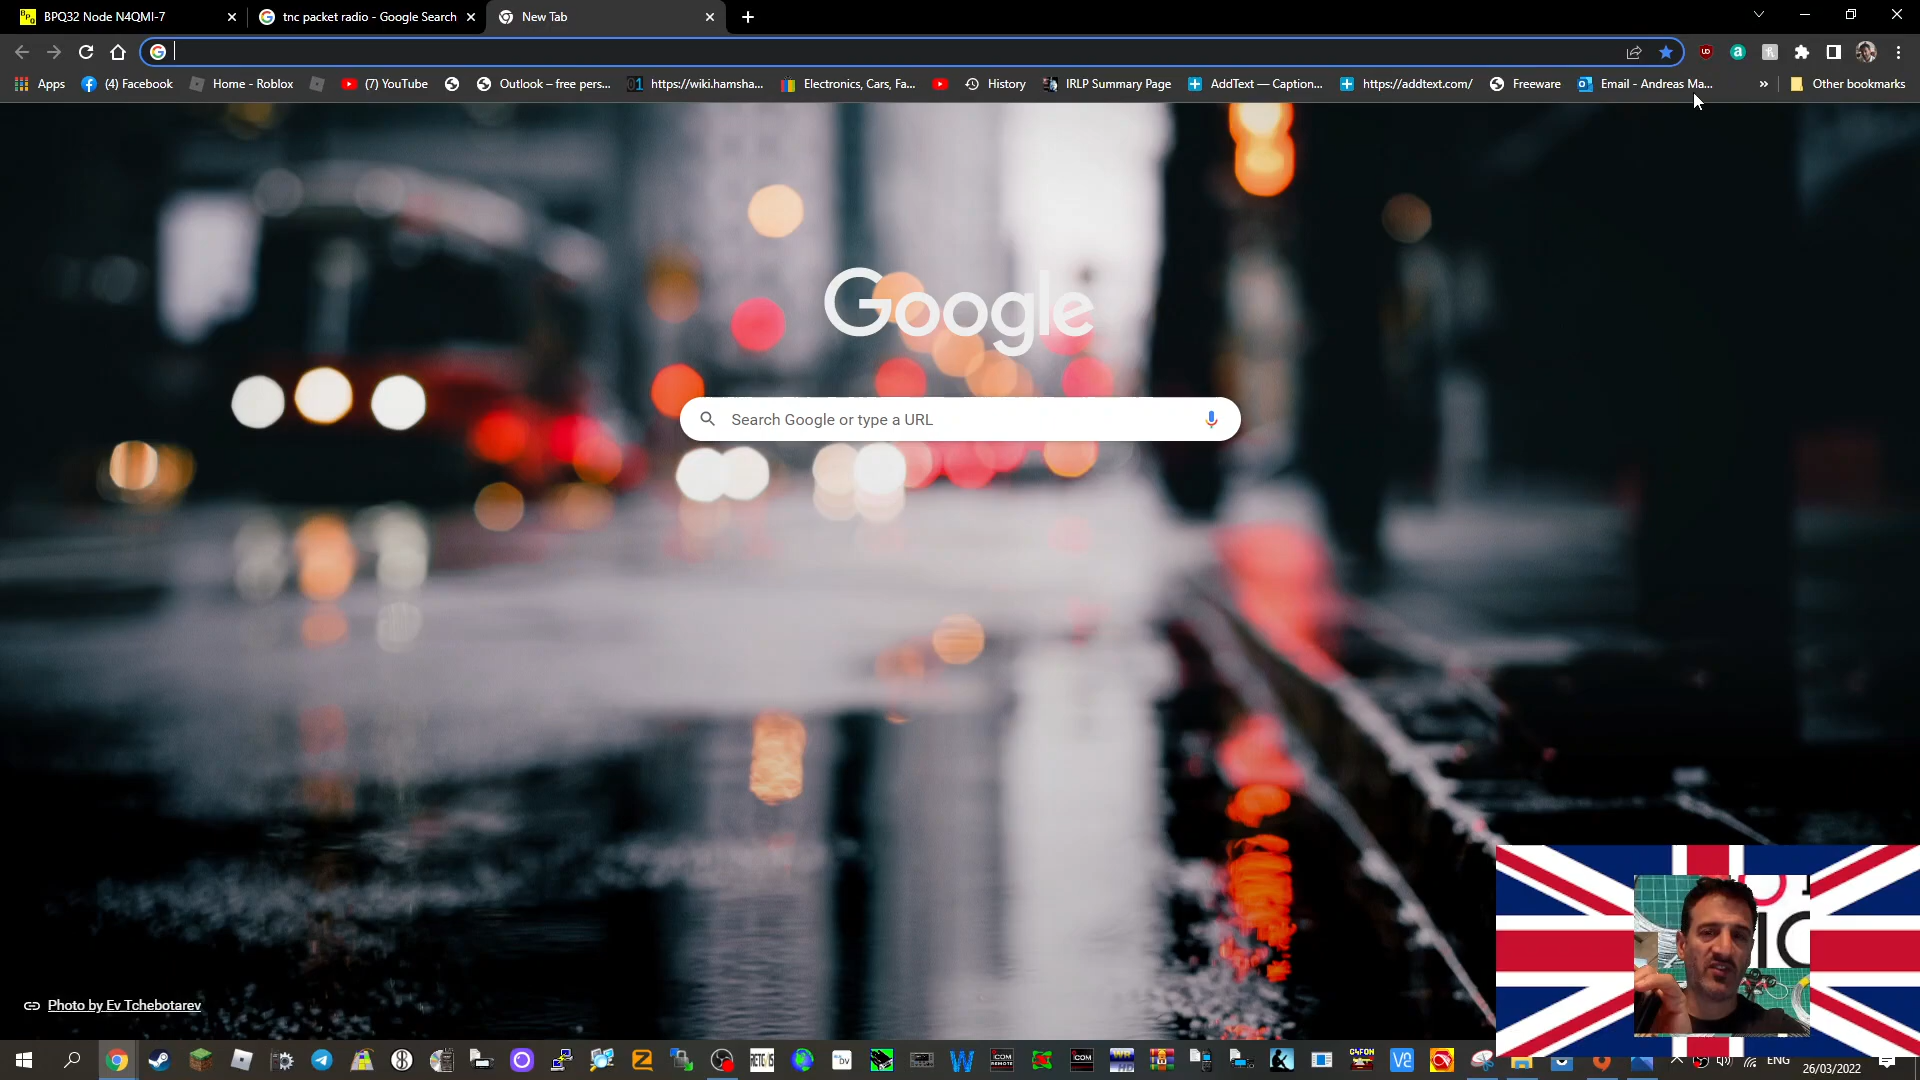 BPQ32 Node N4QMI-7
tnc packet radio - Google Search
New Tab
Apps
(4) Facebook
Home - Roblox
(7) YouTube
Outlook – free pers...
https://wiki.hamsha...
Electronics, Cars, Fa...
History
IRLP Summary Page
AddText — Caption...
https://addtext.com/
Freeware
Email - Andreas Ma...
Other bookmarks
Google
Search Google or type a URL
Photo by Ev Tchebotarev
ENG
26/03/2022